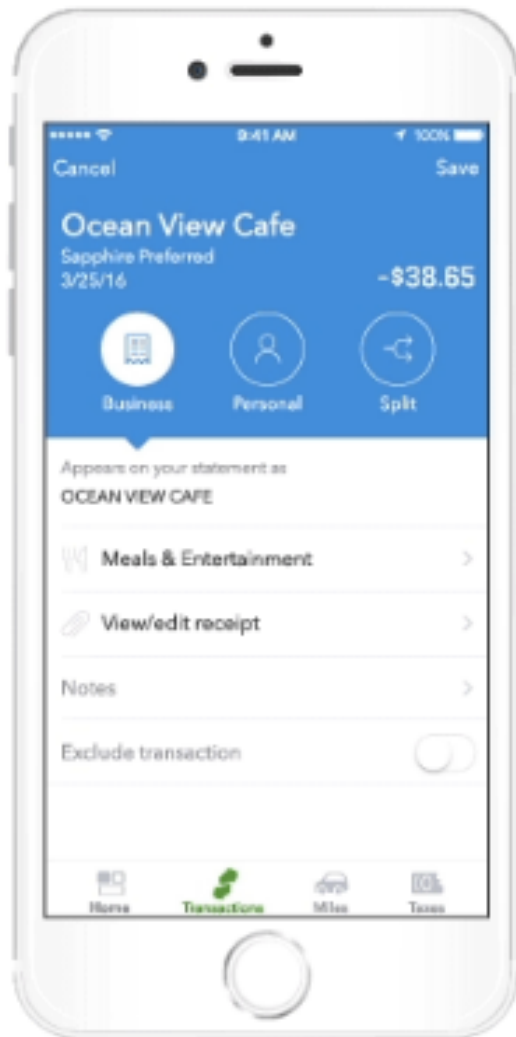 9:41 AM
100%
Cancel
Save
Ocean View Cafe
Sapphire Preferred
3/25/16
-$38.65
Business
Personal
Split
Appears on your statement as
OCEAN VIEW CAFE
Meals & Entertainment
View/edit receipt
Notes
Exclude transaction
Home
Transactions
Miles
Taxes